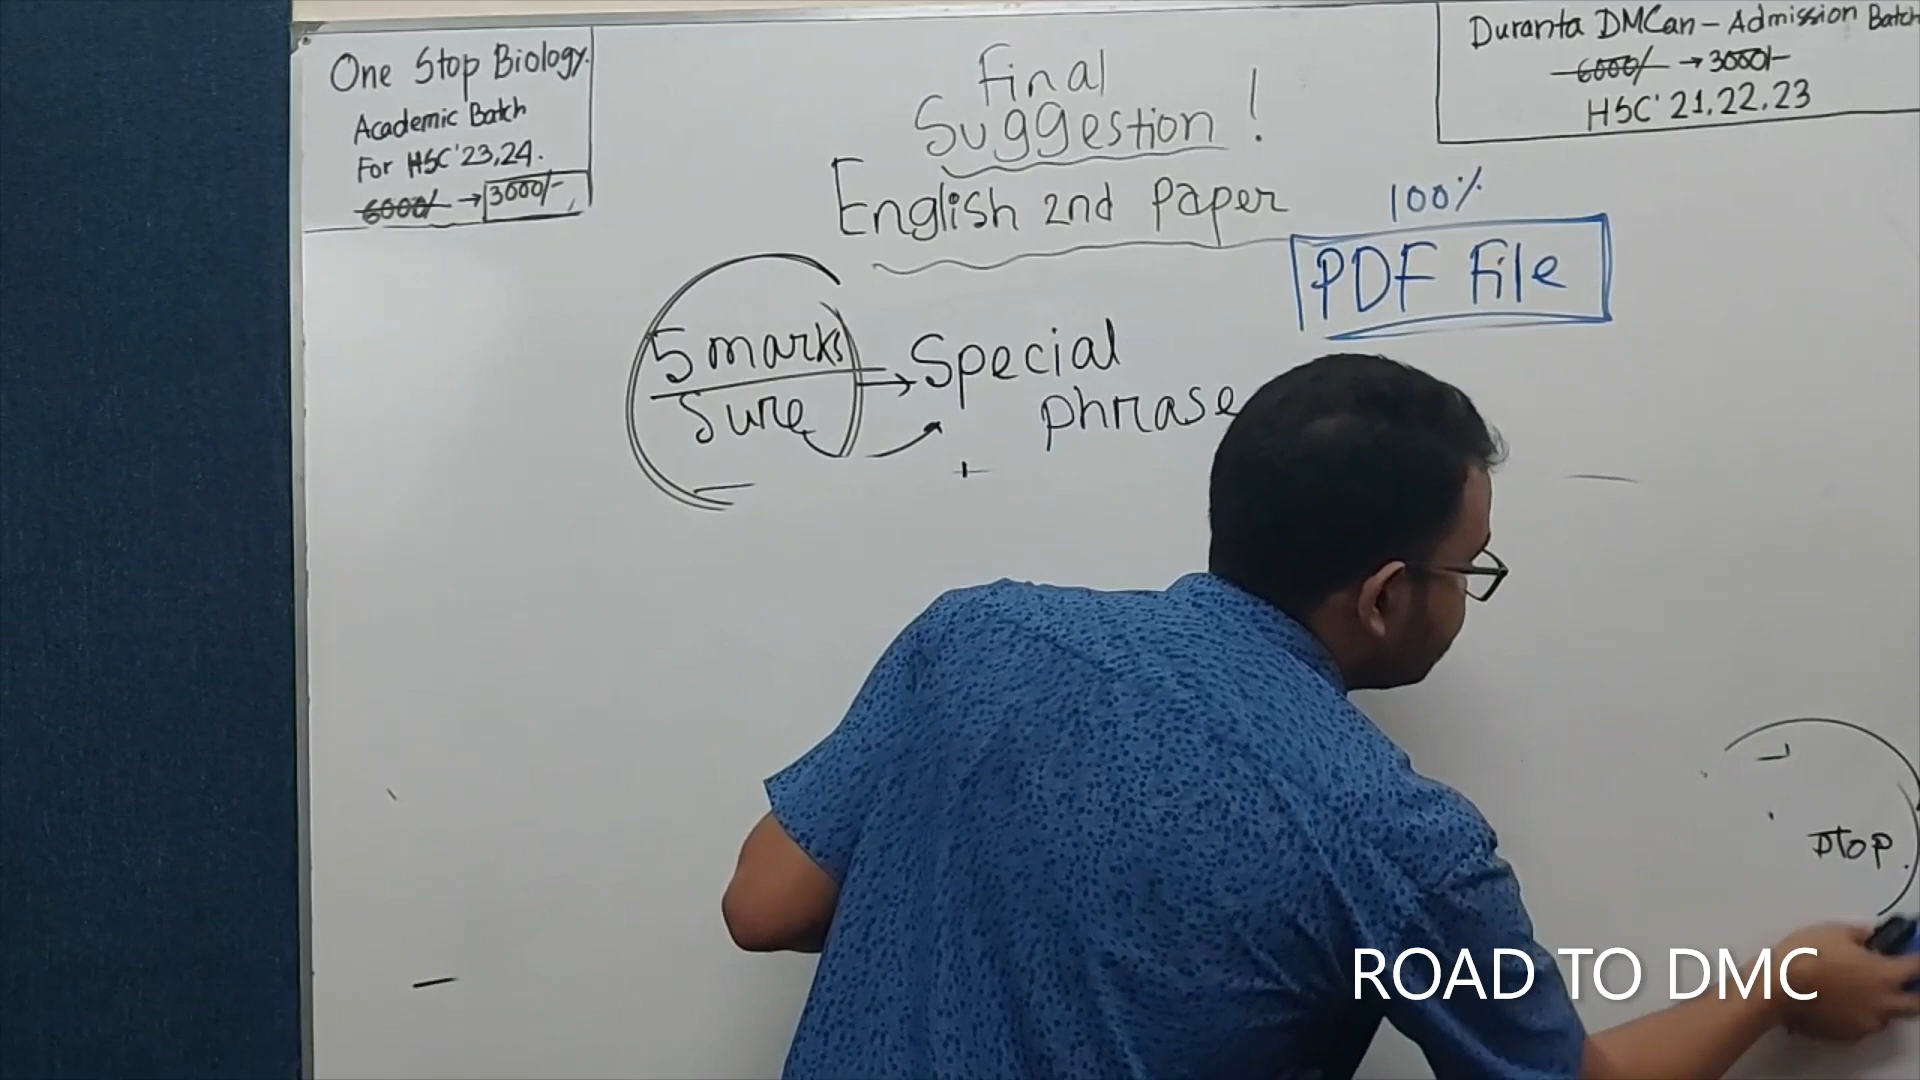 One Stop Biology.
Academic Batch
For HSC'23,24.
6000/- → 3000/-
Final
Suggestion !
English 2nd Paper
Duranta DMCan - Admission Batch
6000/- → 3000/-
HSC'21,22,23
100%
PDF File
5 marks → Special
Sure phrase
+
Stop.
ROAD TO DMC